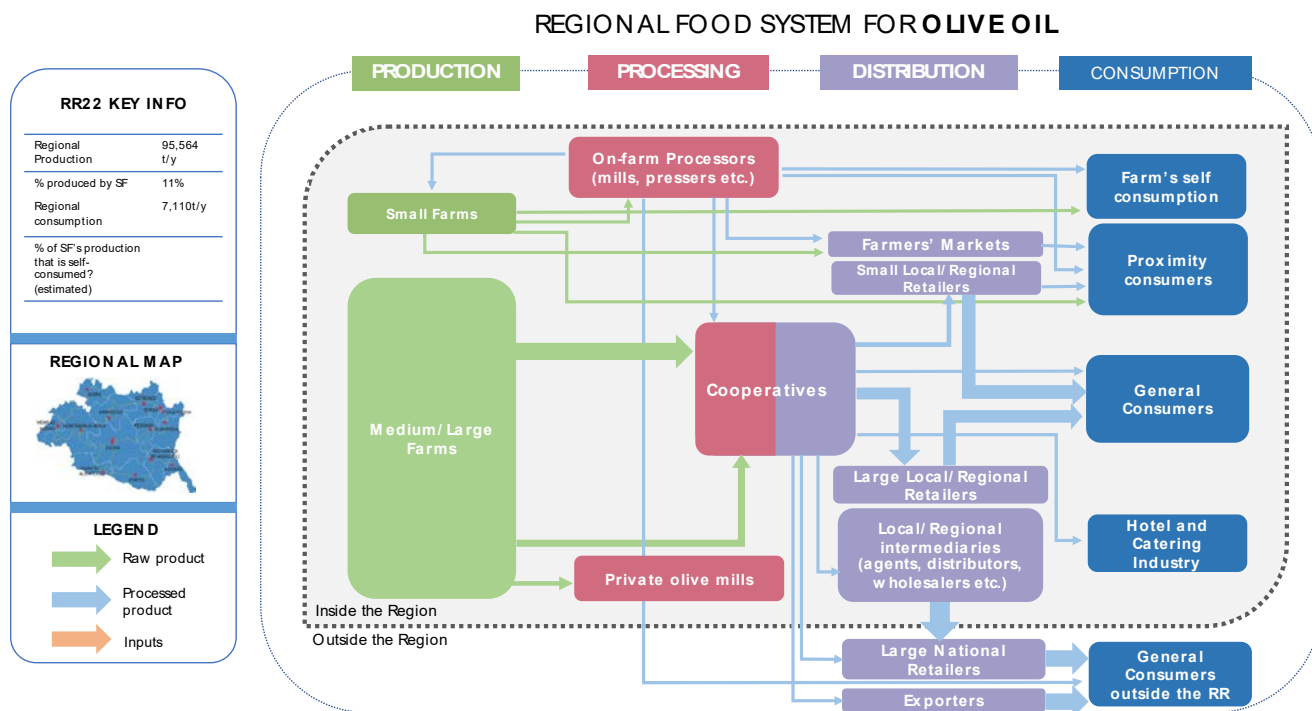 REGIONAL FOOD SYSTEM FOR OLIVE OIL
PRODUCTION
PROCESSING
DISTRIBUTION
CONSUMPTION
RR22 KEY INFO
Regional
Production
95,564
t/y
% produced by SF
11%
Regional
consumption
7,110t/y
% of SF's production
that is self-
consumed?
(estimated)
REGIONAL MAP
LEGEND
Raw product
Processed
product
Inputs
On-farm Processors
(mills, pressers etc.)
Small Farms
Medium/Large
Farms
Farmers' Markets
Small Local/Regional
Retailers
Cooperatives
Large Local/Regional
Retailers
Local/Regional
intermediaries
(agents, distributors,
wholesalers etc.)
Private olive mills
Farm's self
consumption
Proximity
consumers
General
Consumers
Hotel and
Catering
Industry
Inside the Region
Outside the Region
Large National
Retailers
Exporters
General
Consumers
outside the RR